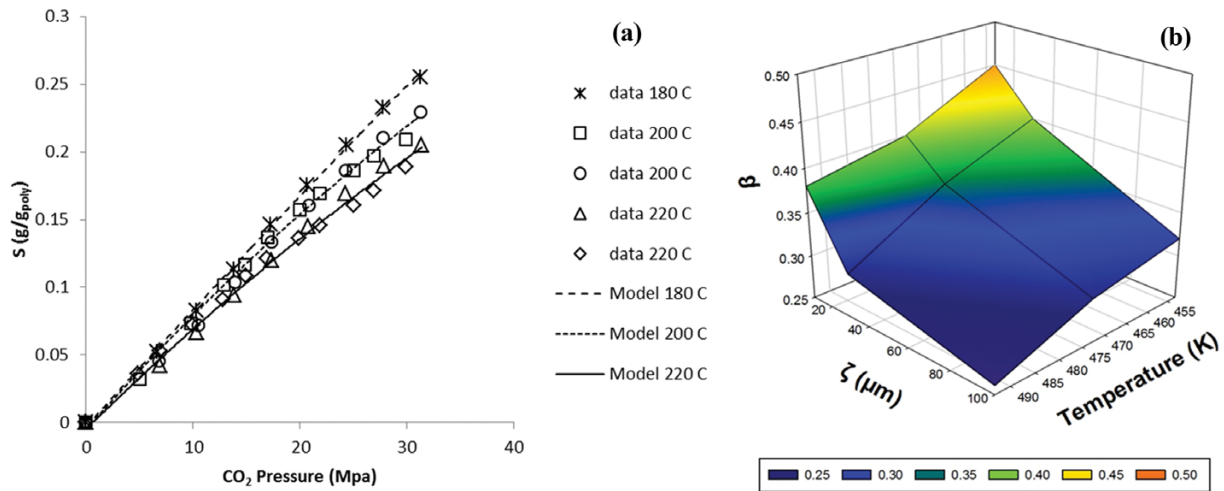 (a)
0.3
0.25
0.2
0.15
0.1
0.05
0
S (g/gpoly)
0
10
20
30
40
CO2 Pressure (Mpa)
data 180 C
data 200 C
data 200 C
data 220 C
data 220 C
Model 180 C
Model 200 C
Model 220 C
(b)
0.50
0.45
0.40
0.35
0.30
0.25
β
20
40
60
80
100
ζ (µm)
490
485
480
475
470
465
460
455
Temperature (K)
0.25 0.30 0.35 0.40 0.45 0.50